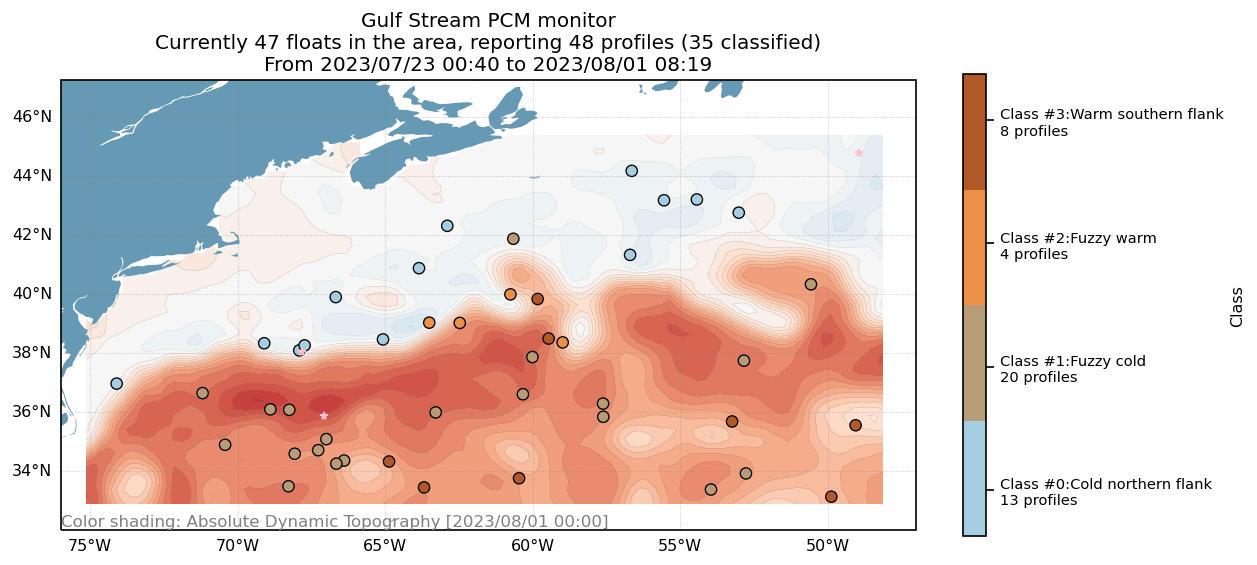 Gulf Stream PCM monitor
Currently 47 floats in the area, reporting 48 profiles (35 classified)
From 2023/07/23 00:40 to 2023/08/01 08:19
46°N
44°N
42°N
40°N
38°N
36°N
34°N
Color shading: Absolute Dynamic Topography [2023/08/01 00:00]
75°W
70°W
65°W
60°W
55°W
50°W
Class #3:Warm southern flank
8 profiles
Class #2:Fuzzy warm
4 profiles
Class #1:Fuzzy cold
20 profiles
Class #0:Cold northern flank
13 profiles
Class